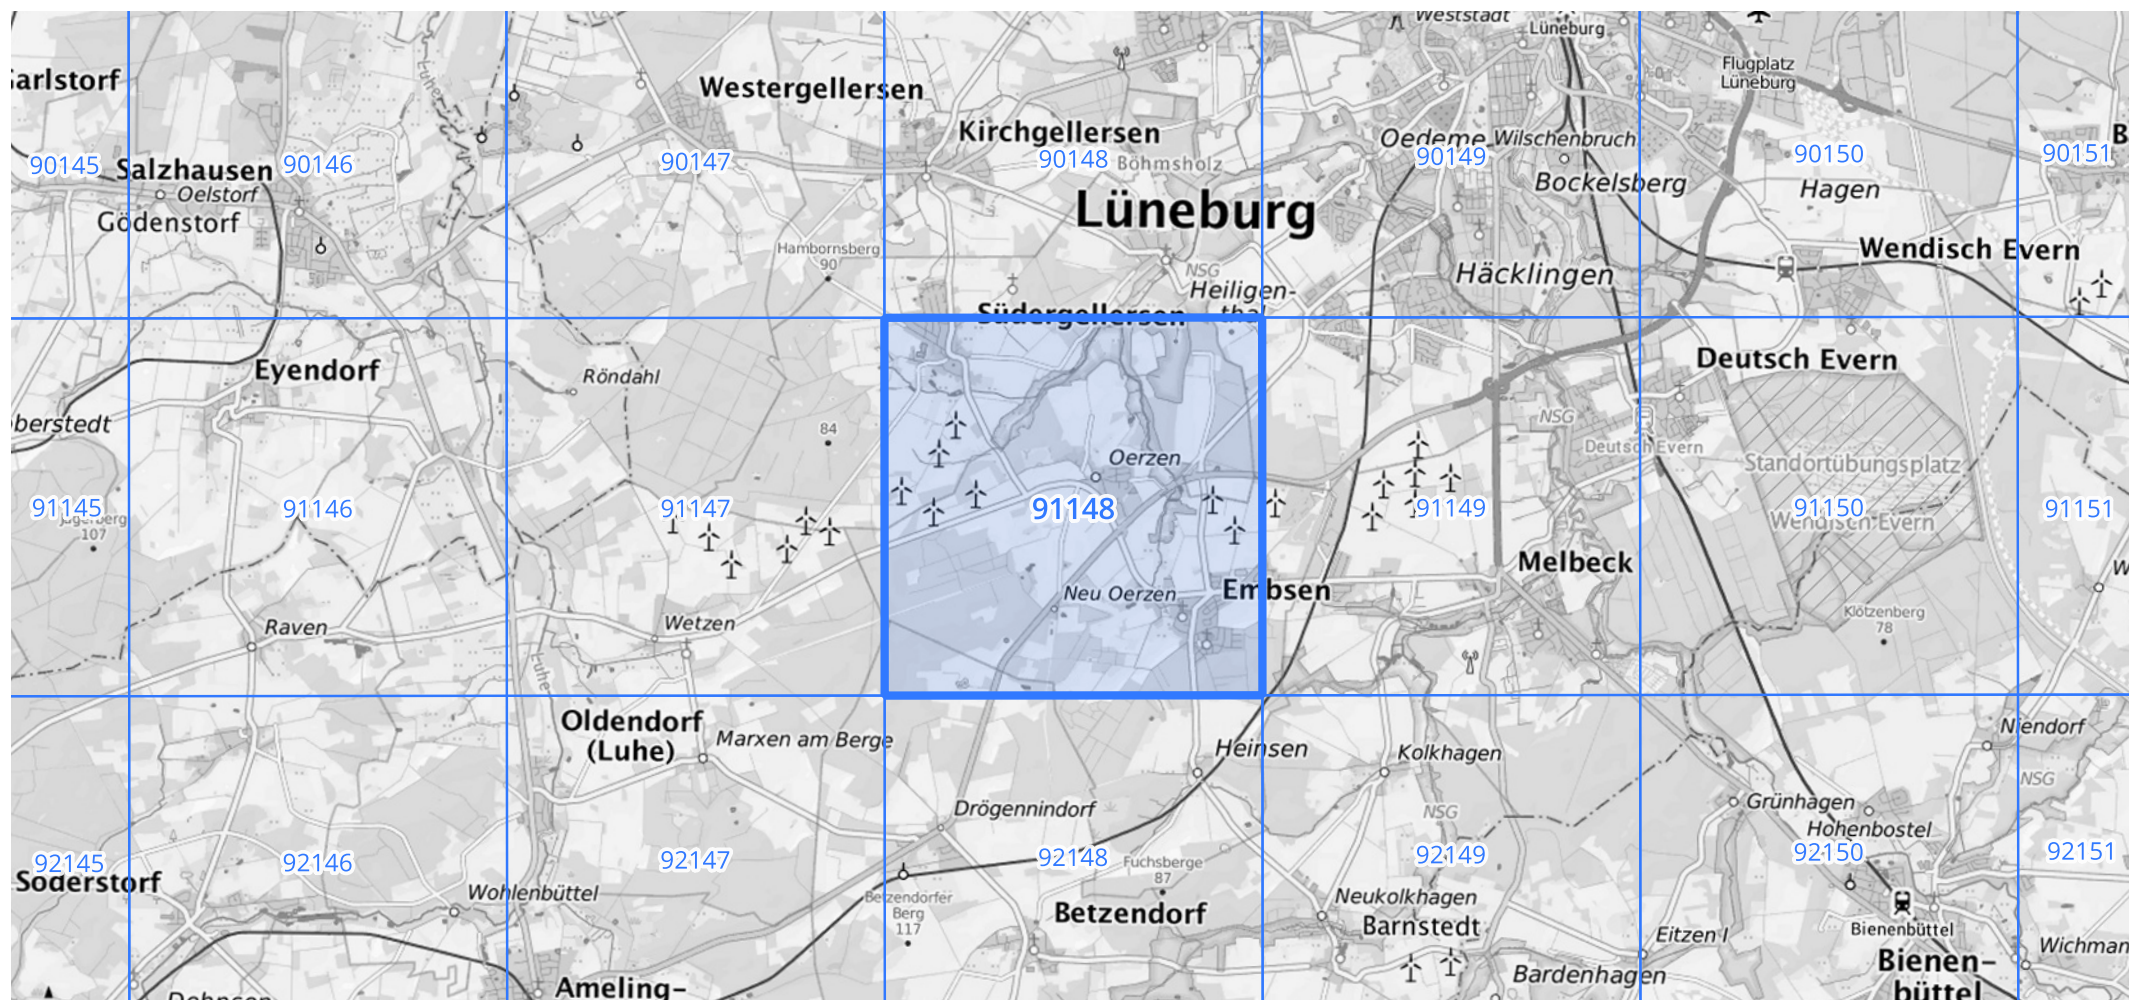 Weststadt
Lüneburg
Flugplatz
Lüneburg
Luhe
Westergellersen
Kirchgellersen
Oedeme
Wilschenbruch
90145
Salzhausen
90146
90147
90148
Böhmsholz
90149
90150
90151
Oelstorf
Gödenstorf
Bockelsberg
Hagen
Lüneburg
Hambornsberg
90
Wendisch Evern
NSG
Heiligen-
thal
Häcklingen
Südergellersen
Eyendorf
Röndahl
Deutsch Evern
berstedt
84
NSG
Deutsch Evern
Oerzen
Standortübungsplatz
Wendisch Evern
91145
91146
91147
91148
91149
91150
91151
Jägerberg
107
Melbeck
Neu Oerzen
Embsen
W
Klötzenberg
78
Raven
Wetzen
Luhe
Oldendorf
(Luhe)
Marxen am Berge
Heinsen
Kolkhagen
Niendorf
NSG
Drögennindorf
NSG
Grünhagen
Hohenbostel
92145
92146
92147
92148
92149
92150
92151
Fuchsberge
87
Soderstorf
Wohlenbüttel
Betzendorfer
Berg
117
Betzendorf
Neukolkhagen
Barnstedt
Bienenbüttel
Eitzen I
Wichman
Bardenhagen
Bienen-
büttel
Ameling-
Dehnsen